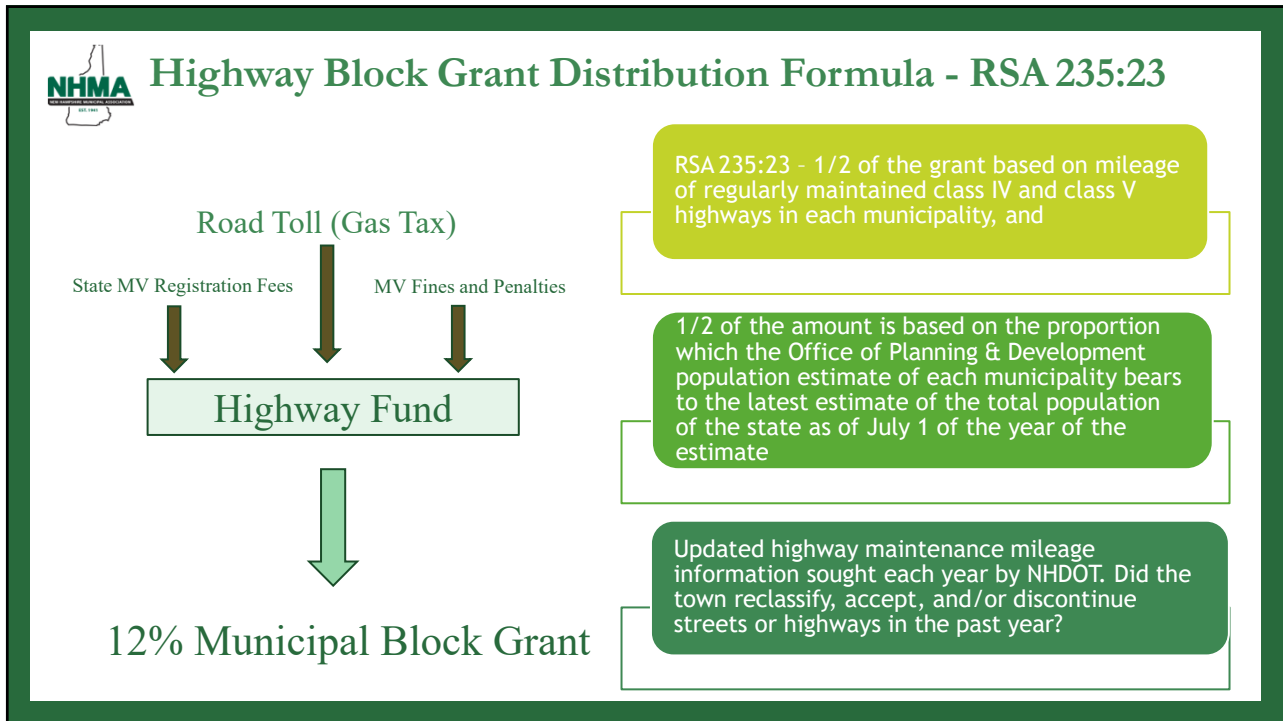 NHMA
NEW HAMPSHIRE MUNICIPAL ASSOCIATION
EST. 1941
Highway Block Grant Distribution Formula - RSA 235:23
Road Toll (Gas Tax)
State MV Registration Fees
MV Fines and Penalties
Highway Fund
12% Municipal Block Grant
RSA 235:23 – 1/2 of the grant based on mileage
of regularly maintained class IV and class V
highways in each municipality, and
1/2 of the amount is based on the proportion
which the Office of Planning & Development
population estimate of each municipality bears
to the latest estimate of the total population
of the state as of July 1 of the year of the
estimate
Updated highway maintenance mileage
information sought each year by NHDOT. Did the
town reclassify, accept, and/or discontinue
streets or highways in the past year?